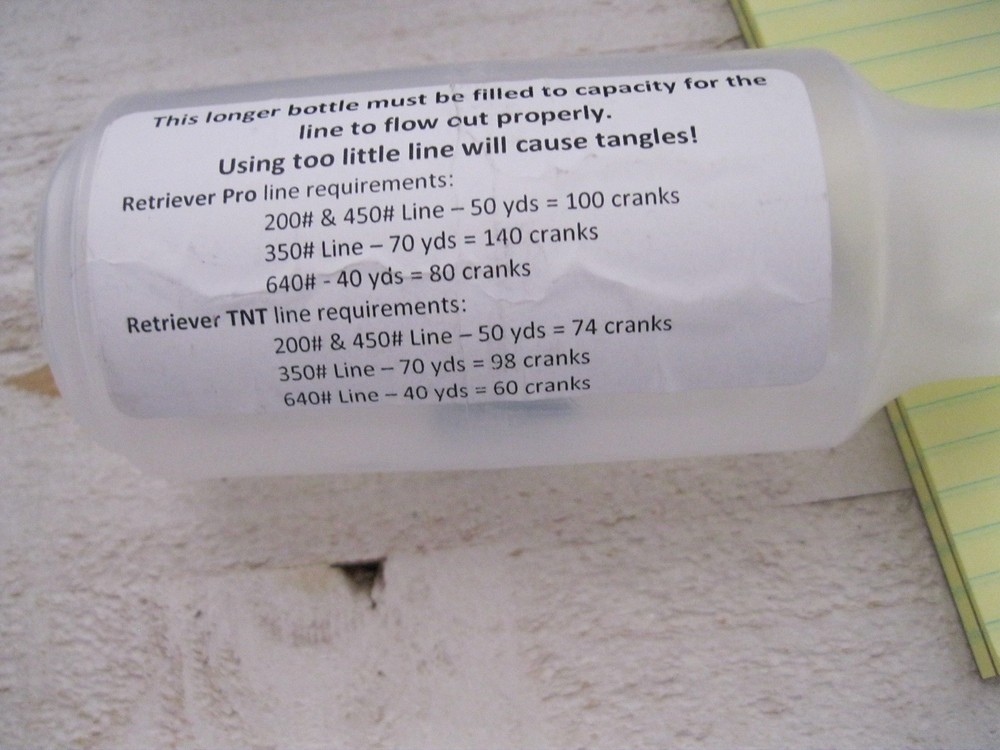 This longer bottle must be filled to capacity for the
line to flow out properly.
Using too little line will cause tangles!
Retriever Pro line requirements:
200# & 450# Line – 50 yds = 100 cranks
350# Line – 70 yds = 140 cranks
640# - 40 yds = 80 cranks
Retriever TNT line requirements:
200# & 450# Line – 50 yds = 74 cranks
350# Line – 70 yds = 98 cranks
640# Line – 40 yds = 60 cranks